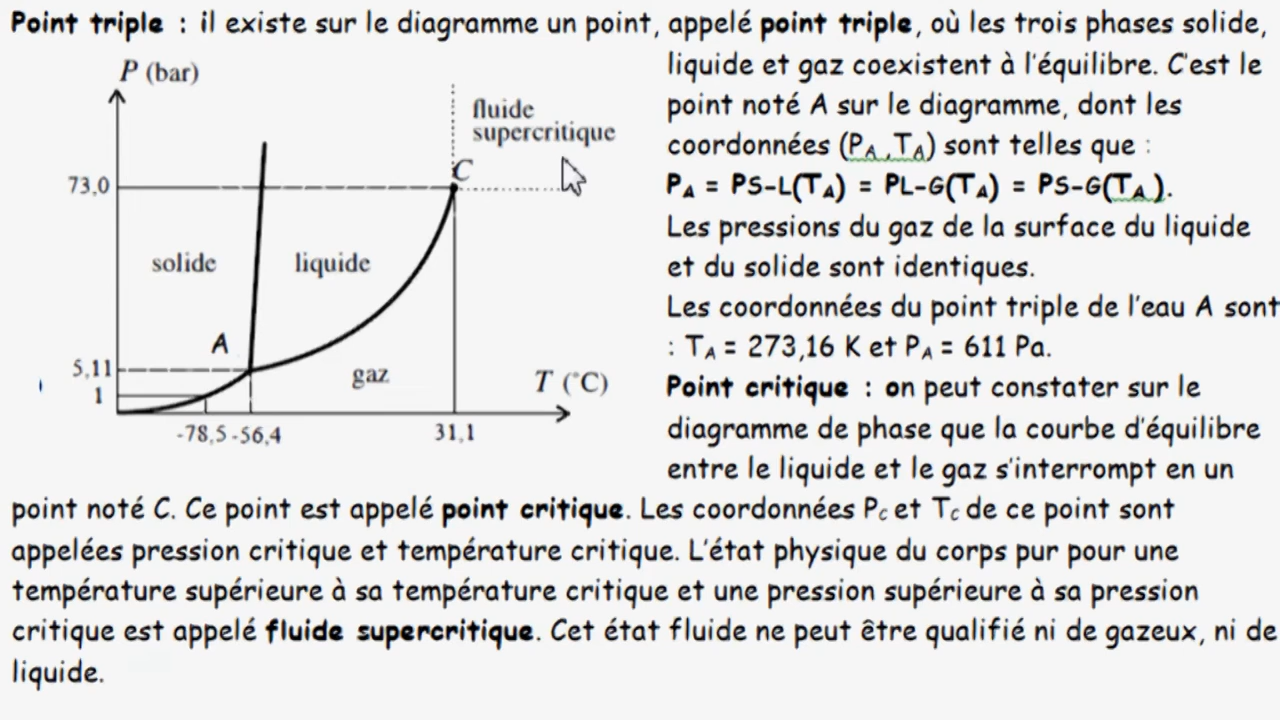 Point triple : il existe sur le diagramme un point, appelé point triple, où les trois phases solide,
P (bar)
fluide
supercritique
C
73,0
solide
liquide
A
5,11
1
gaz
T (°C)
-78,5 -56,4
31,1
liquide et gaz coexistent à l'équilibre. C'est le
point noté A sur le diagramme, dont les
coordonnées (PA ,TA) sont telles que :
PA = PS-L(TA) = PL-G(TA) = PS-G(TA ).
Les pressions du gaz de la surface du liquide
et du solide sont identiques.
Les coordonnées du point triple de l'eau A sont
: TA = 273,16 K et PA = 611 Pa.
Point critique : on peut constater sur le
diagramme de phase que la courbe d'équilibre
entre le liquide et le gaz s'interrompt en un
point noté C. Ce point est appelé point critique. Les coordonnées Pc et Tc de ce point sont
appelées pression critique et température critique. L'état physique du corps pur pour une
température supérieure à sa température critique et une pression supérieure à sa pression
critique est appelé fluide supercritique. Cet état fluide ne peut être qualifié ni de gazeux, ni de
liquide.